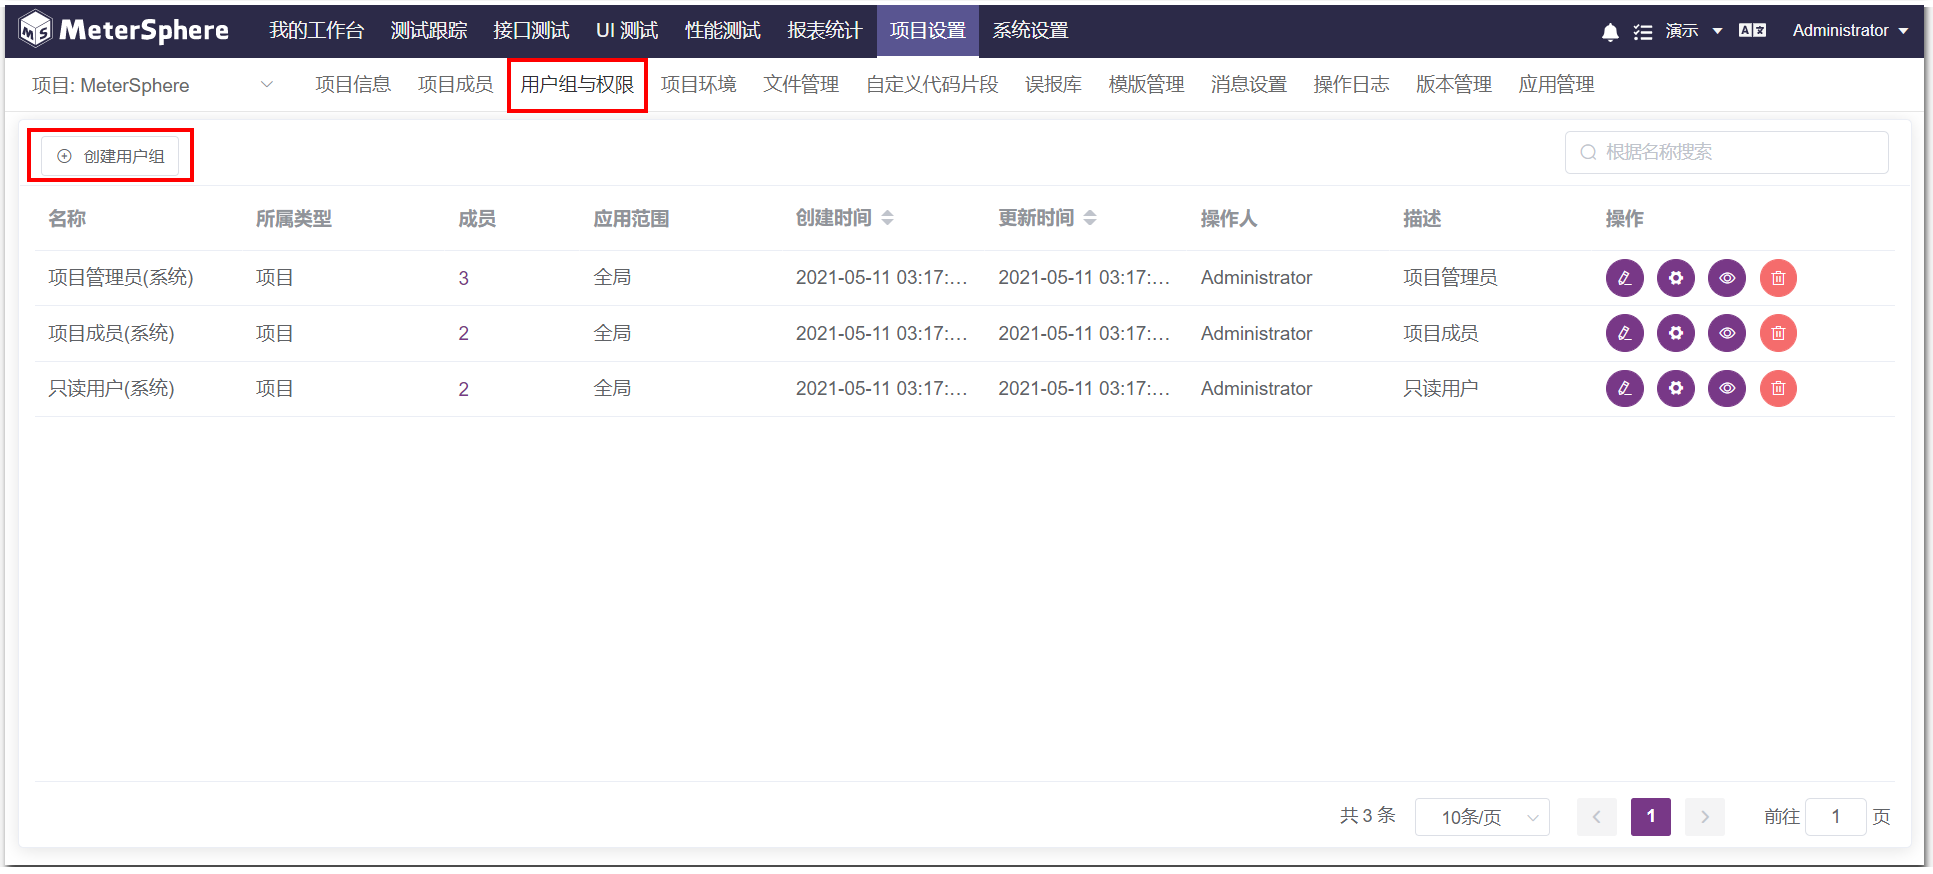 MeterSphere 我的工作台 测试跟踪 接口测试 UI 测试 性能测试 报表统计 项目设置 系统设置 演示 Administrator
项目: MeterSphere 项目信息 项目成员 用户组与权限 项目环境 文件管理 自定义代码片段 误报库 模版管理 消息设置 操作日志 版本管理 应用管理
创建用户组 根据名称搜索
名称 所属类型 成员 应用范围 创建时间 更新时间 操作人 描述 操作
项目管理员(系统) 项目 3 全局 2021-05-11 03:17:... 2021-05-11 03:17:... Administrator 项目管理员
项目成员(系统) 项目 2 全局 2021-05-11 03:17:... 2021-05-11 03:17:... Administrator 项目成员
只读用户(系统) 项目 2 全局 2021-05-11 03:17:... 2021-05-11 03:17:... Administrator 只读用户
共 3 条 10条/页 1 前往 1 页